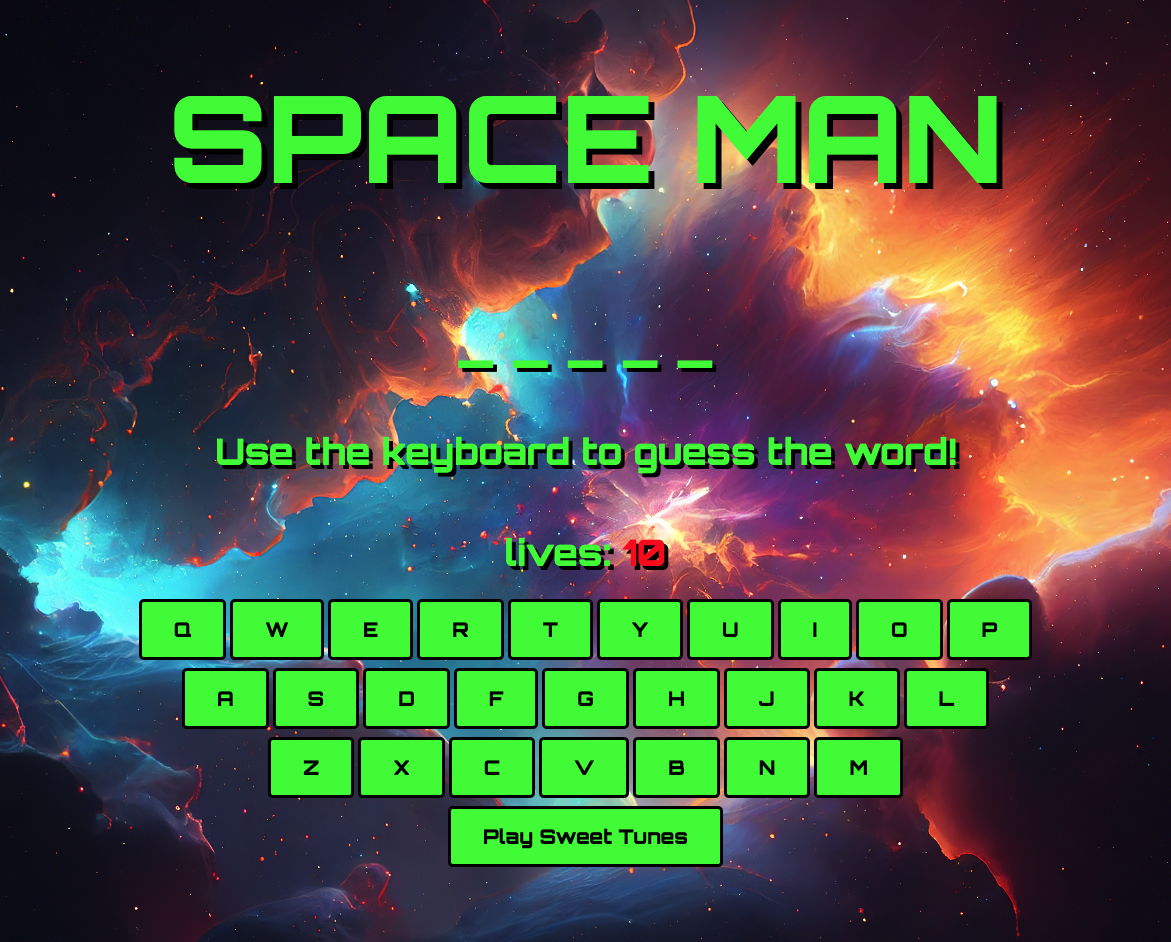 SPACE MAN
_ _ _ _ _
Use the keyboard to guess the word!
lives: 10
Q W E R T Y U I O P
A S D F G H J K L
Z X C V B N M
Play Sweet Tunes